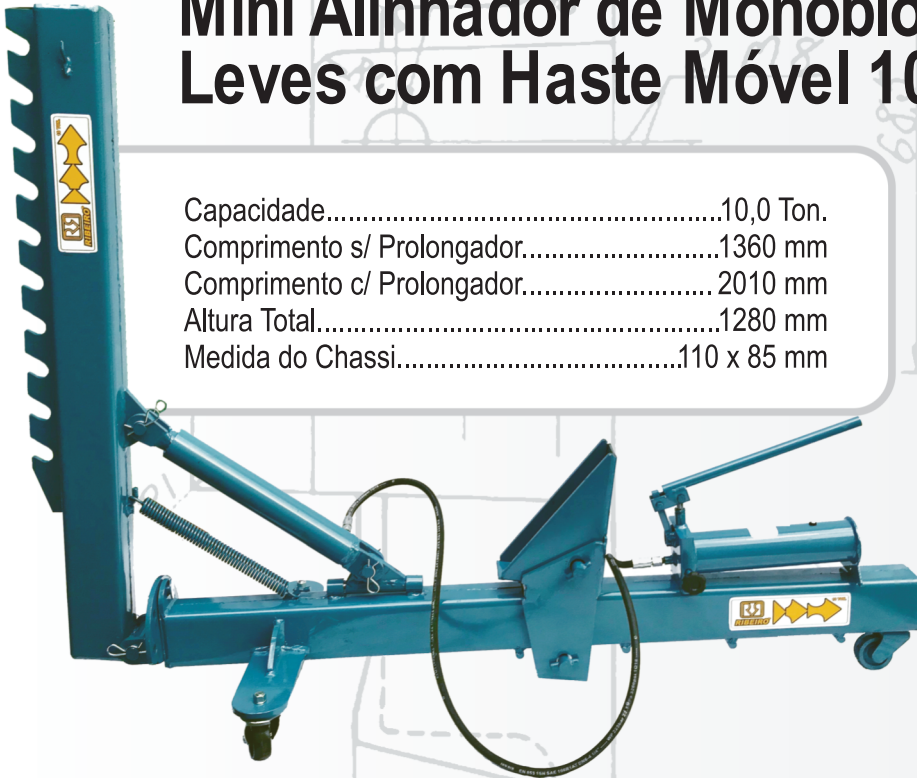 Mini Alinhador de Monoblo
Leves com Haste Móvel 10
Capacidade......................................................10,0 Ton.
Comprimento s/ Prolongador...........................1360 mm
Comprimento c/ Prolongador.......................... 2010 mm
Altura Total.......................................................1280 mm
Medida do Chassi.......................................110 x 85 mm
RIBEIRO
RIBEIRO